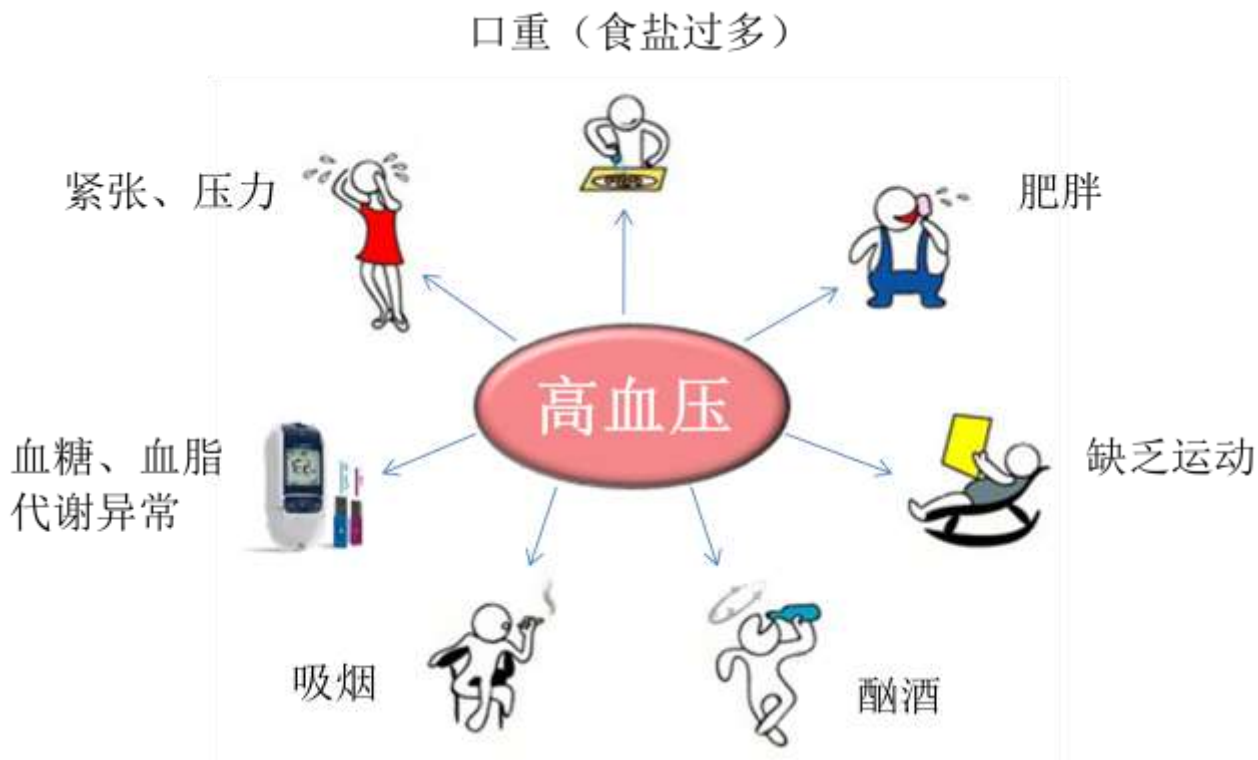 口重（食盐过多）
紧张、压力
肥胖
高血压
血糖、血脂
代谢异常
缺乏运动
吸烟
酗酒